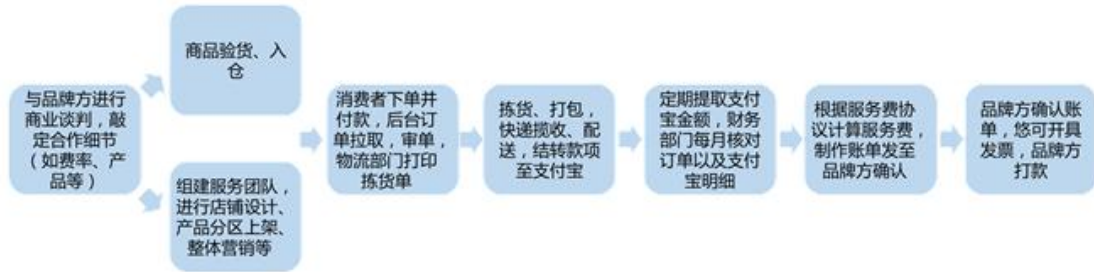 与品牌方进行
商业谈判，敲
定合作细节
（如费率、产
品等）
商品验货、入
仓
组建服务团队，
进行店铺设计、
产品分区上架、
整体营销等
消费者下单并
付款，后台订
单拉取，审单，
物流部门打印
拣货单
拣货、打包，
快递揽收、配
送，结转款项
至支付宝
定期提取支付
宝金额，财务
部门每月核对
订单以及支付
宝明细
根据服务费协
议计算服务费，
制作账单发至
品牌方确认
品牌方确认账
单，悠可开具
发票，品牌方
打款